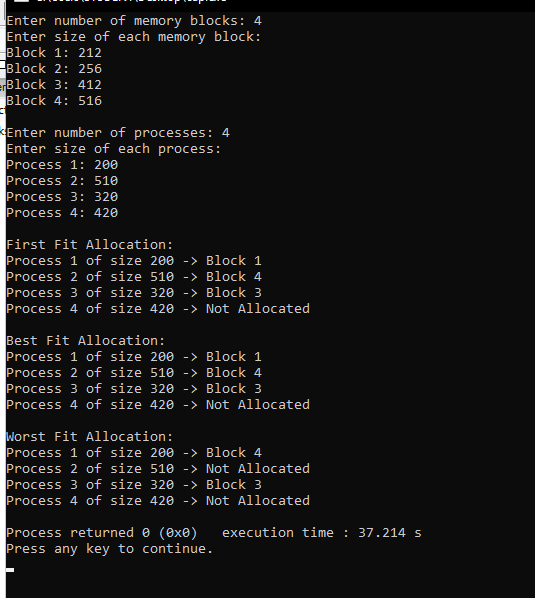 Enter number of memory blocks: 4
Enter size of each memory block:
Block 1: 212
Block 2: 256
Block 3: 412
Block 4: 516

Enter number of processes: 4
Enter size of each process:
Process 1: 200
Process 2: 510
Process 3: 320
Process 4: 420

First Fit Allocation:
Process 1 of size 200 -> Block 1
Process 2 of size 510 -> Block 4
Process 3 of size 320 -> Block 3
Process 4 of size 420 -> Not Allocated

Best Fit Allocation:
Process 1 of size 200 -> Block 1
Process 2 of size 510 -> Block 4
Process 3 of size 320 -> Block 3
Process 4 of size 420 -> Not Allocated

Worst Fit Allocation:
Process 1 of size 200 -> Block 4
Process 2 of size 510 -> Not Allocated
Process 3 of size 320 -> Block 3
Process 4 of size 420 -> Not Allocated

Process returned 0 (0x0)   execution time : 37.214 s
Press any key to continue.